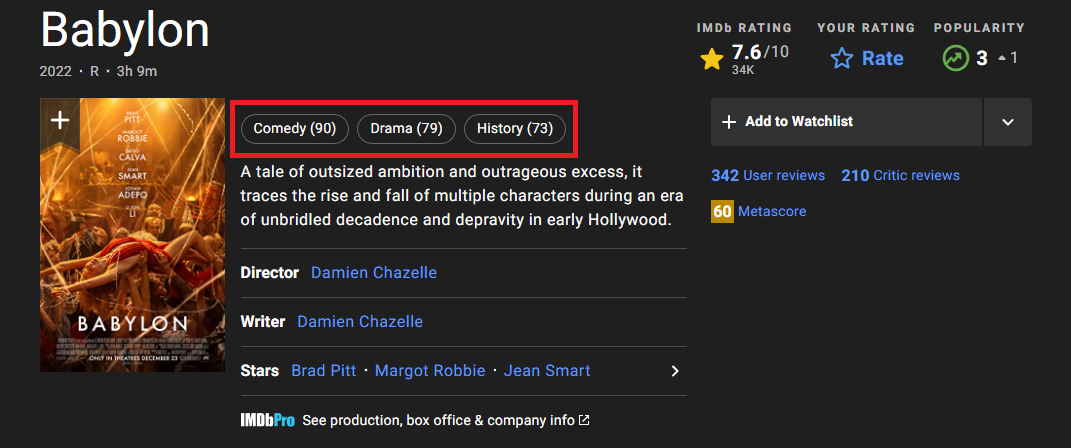 Babylon
2022 · R · 3h 9m
IMDb RATING
7.6/10
34K
YOUR RATING
Rate
POPULARITY
3 1
BRAD PITT
MARGOT ROBBIE
DIEGO CALVA
JEAN SMART
JOVAN ADEPO
LI
BABYLON
ONLY IN THEATRES DECEMBER 23
Comedy (90) Drama (79) History (73)
A tale of outsized ambition and outrageous excess, it
traces the rise and fall of multiple characters during an era
of unbridled decadence and depravity in early Hollywood.
Director Damien Chazelle
Writer Damien Chazelle
Stars Brad Pitt · Margot Robbie · Jean Smart
IMDbPro See production, box office & company info
+ Add to Watchlist
342 User reviews 210 Critic reviews
60 Metascore